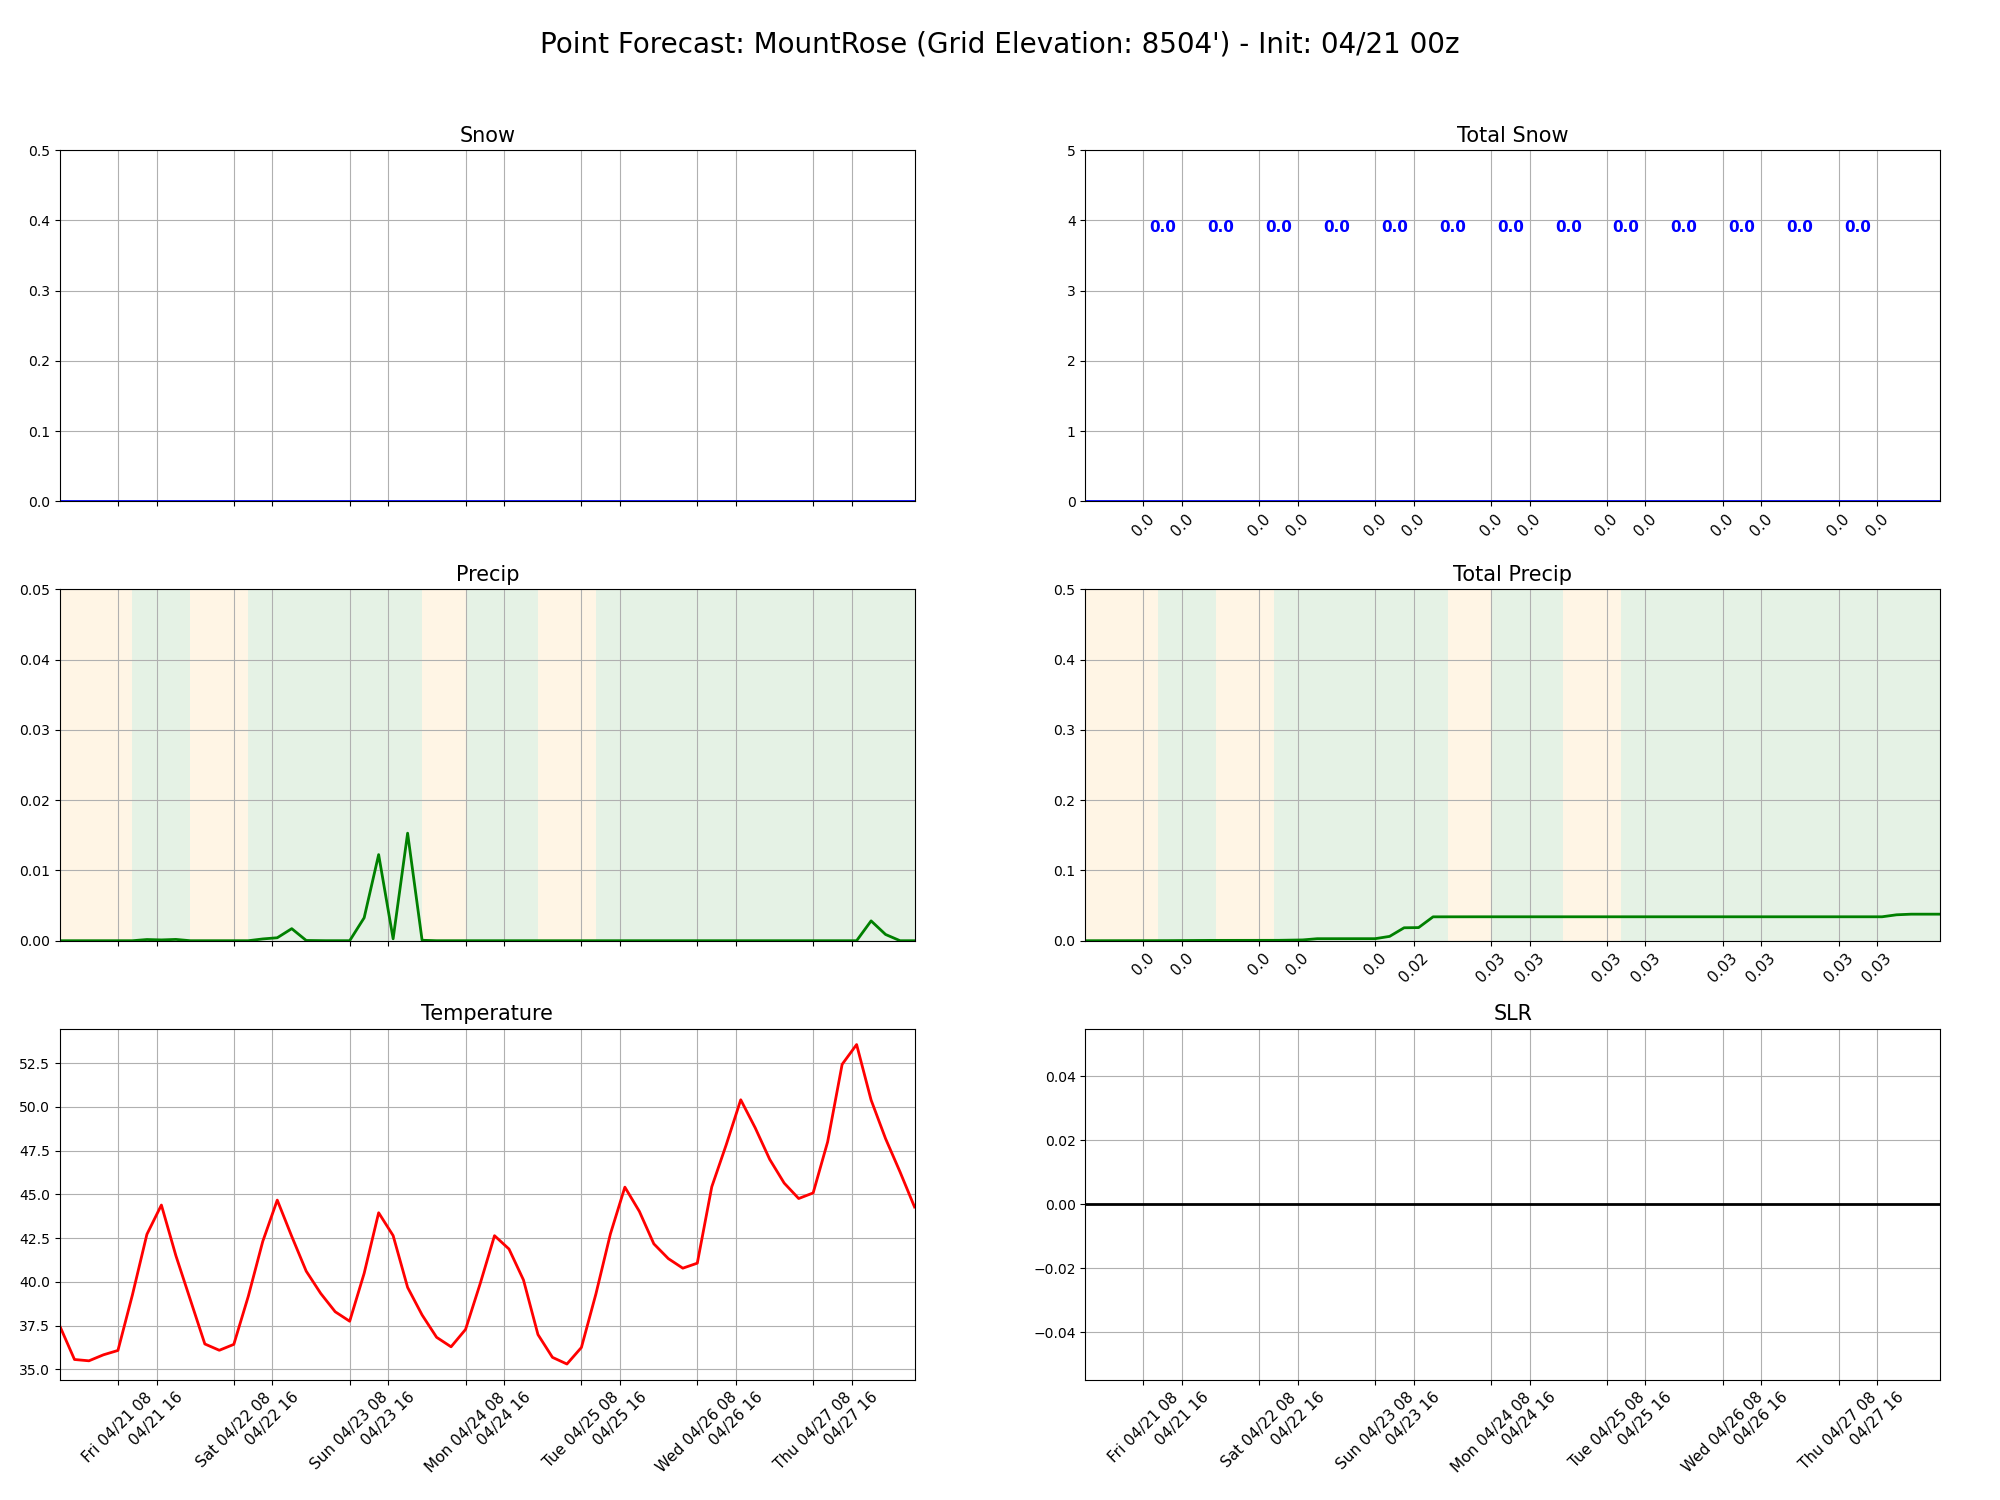 Point Forecast: MountRose (Grid Elevation: 8504') - Init: 04/21 00z
Snow
0.5
0.4
0.3
0.2
0.1
0.0
Total Snow
5
4
3
2
1
0
0.0 0.0 0.0 0.0 0.0 0.0 0.0 0.0 0.0 0.0 0.0 0.0 0.0
0.0 0.0 0.0 0.0 0.0 0.0 0.0 0.0 0.0 0.0 0.0 0.0 0.0 0.0
Precip
0.05
0.04
0.03
0.02
0.01
0.00
Total Precip
0.5
0.4
0.3
0.2
0.1
0.0
0.0 0.0 0.0 0.0 0.0 0.02 0.03 0.03 0.03 0.03 0.03 0.03 0.03 0.03
Temperature
52.5
50.0
47.5
45.0
42.5
40.0
37.5
35.0
Fri 04/21 08
04/21 16
Sat 04/22 08
04/22 16
Sun 04/23 08
04/23 16
Mon 04/24 08
04/24 16
Tue 04/25 08
04/25 16
Wed 04/26 08
04/26 16
Thu 04/27 08
04/27 16
SLR
0.04
0.02
0.00
−0.02
−0.04
Fri 04/21 08
04/21 16
Sat 04/22 08
04/22 16
Sun 04/23 08
04/23 16
Mon 04/24 08
04/24 16
Tue 04/25 08
04/25 16
Wed 04/26 08
04/26 16
Thu 04/27 08
04/27 16